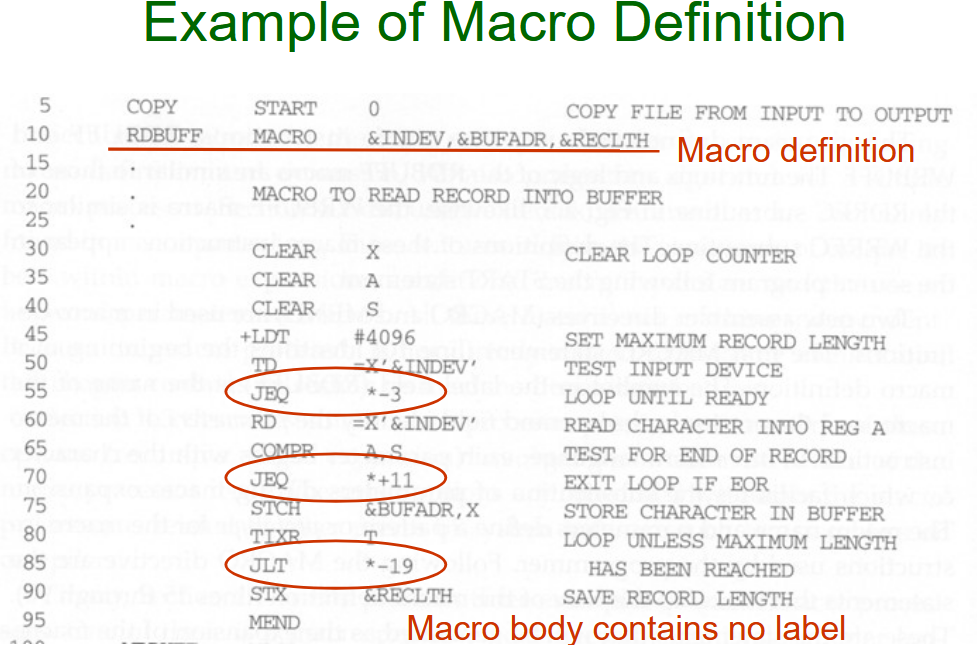 Example of Macro Definition
5 COPY START 0 COPY FILE FROM INPUT TO OUTPUT
10 RDBUFF MACRO &INDEV,&BUFADR,&RECLTH Macro definition
15 .
20 . MACRO TO READ RECORD INTO BUFFER
25 .
30 CLEAR X CLEAR LOOP COUNTER
35 CLEAR A
40 CLEAR S
45 +LDT #4096 SET MAXIMUM RECORD LENGTH
50 TD =X'&INDEV' TEST INPUT DEVICE
55 JEQ *-3 LOOP UNTIL READY
60 RD =X'&INDEV' READ CHARACTER INTO REG A
65 COMPR A,S TEST FOR END OF RECORD
70 JEQ *+11 EXIT LOOP IF EOR
75 STCH &BUFADR,X STORE CHARACTER IN BUFFER
80 TIXR T LOOP UNLESS MAXIMUM LENGTH
85 JLT *-19 HAS BEEN REACHED
90 STX &RECLTH SAVE RECORD LENGTH
95 MEND Macro body contains no label